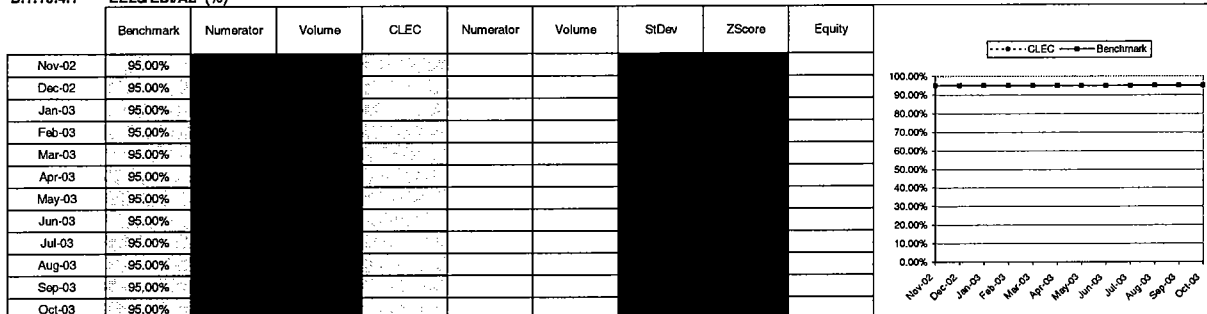 (%)
Benchmark Numerator Volume CLEC Numerator Volume StDev ZScore Equity
Nov-02 95.00%
Dec-02 95.00%
Jan-03 95.00%
Feb-03 95.00%
Mar-03 95.00%
Apr-03 95.00%
May-03 95.00%
Jun-03 95.00%
Jul-03 95.00%
Aug-03 95.00%
Sep-03 95.00%
Oct-03 95.00%
CLEC Benchmark
100.00%
90.00%
80.00%
70.00%
60.00%
50.00%
40.00%
30.00%
20.00%
10.00%
0.00%
Nov-02 Dec-02 Jan-03 Feb-03 Mar-03 Apr-03 May-03 Jun-03 Jul-03 Aug-03 Sep-03 Oct-03